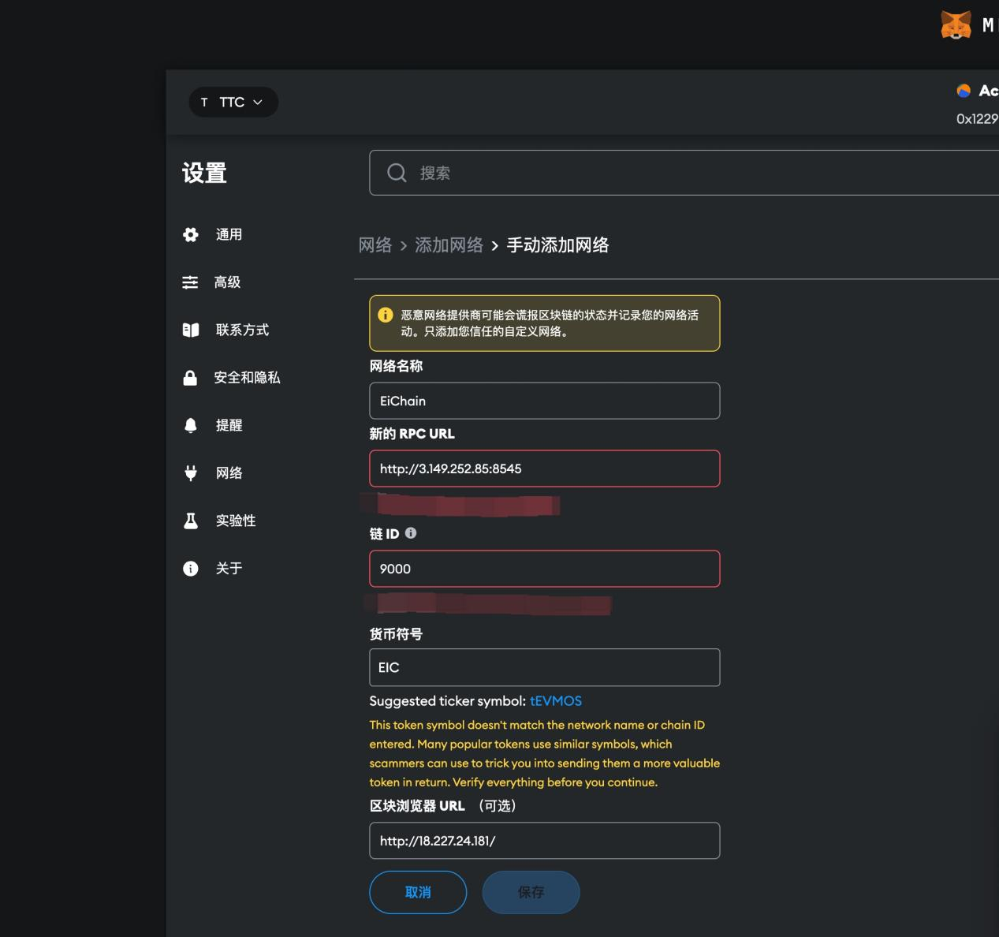 M
TTC
Ac
0x1229
设置
搜索
通用
高级
联系方式
安全和隐私
提醒
网络
实验性
关于
网络 > 添加网络 > 手动添加网络
恶意网络提供商可能会谎报区块链的状态并记录您的网络活
动。只添加您信任的自定义网络。
网络名称
EiChain
新的 RPC URL
http://3.149.252.85:8545
链 ID
9000
货币符号
EIC
Suggested ticker symbol: tEVMOS
This token symbol doesn't match the network name or chain ID
entered. Many popular tokens use similar symbols, which
scammers can use to trick you into sending them a more valuable
token in return. Verify everything before you continue.
区块浏览器 URL （可选）
http://18.227.24.181/
取消
保存